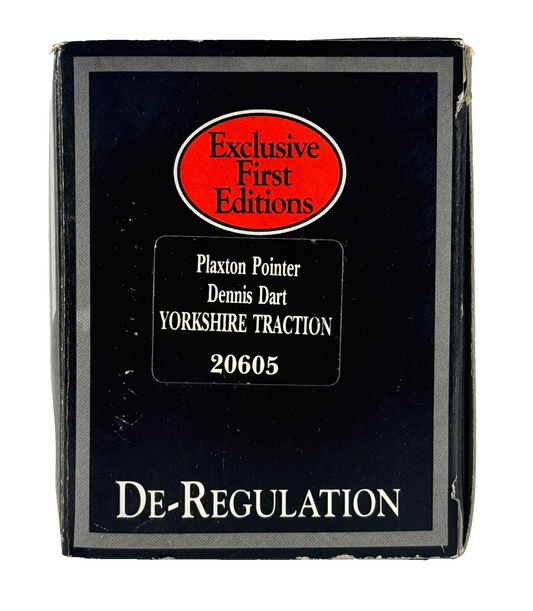 Exclusive
First
Editions
Plaxton Pointer
Dennis Dart
YORKSHIRE TRACTION
20605
DE-REGULATION